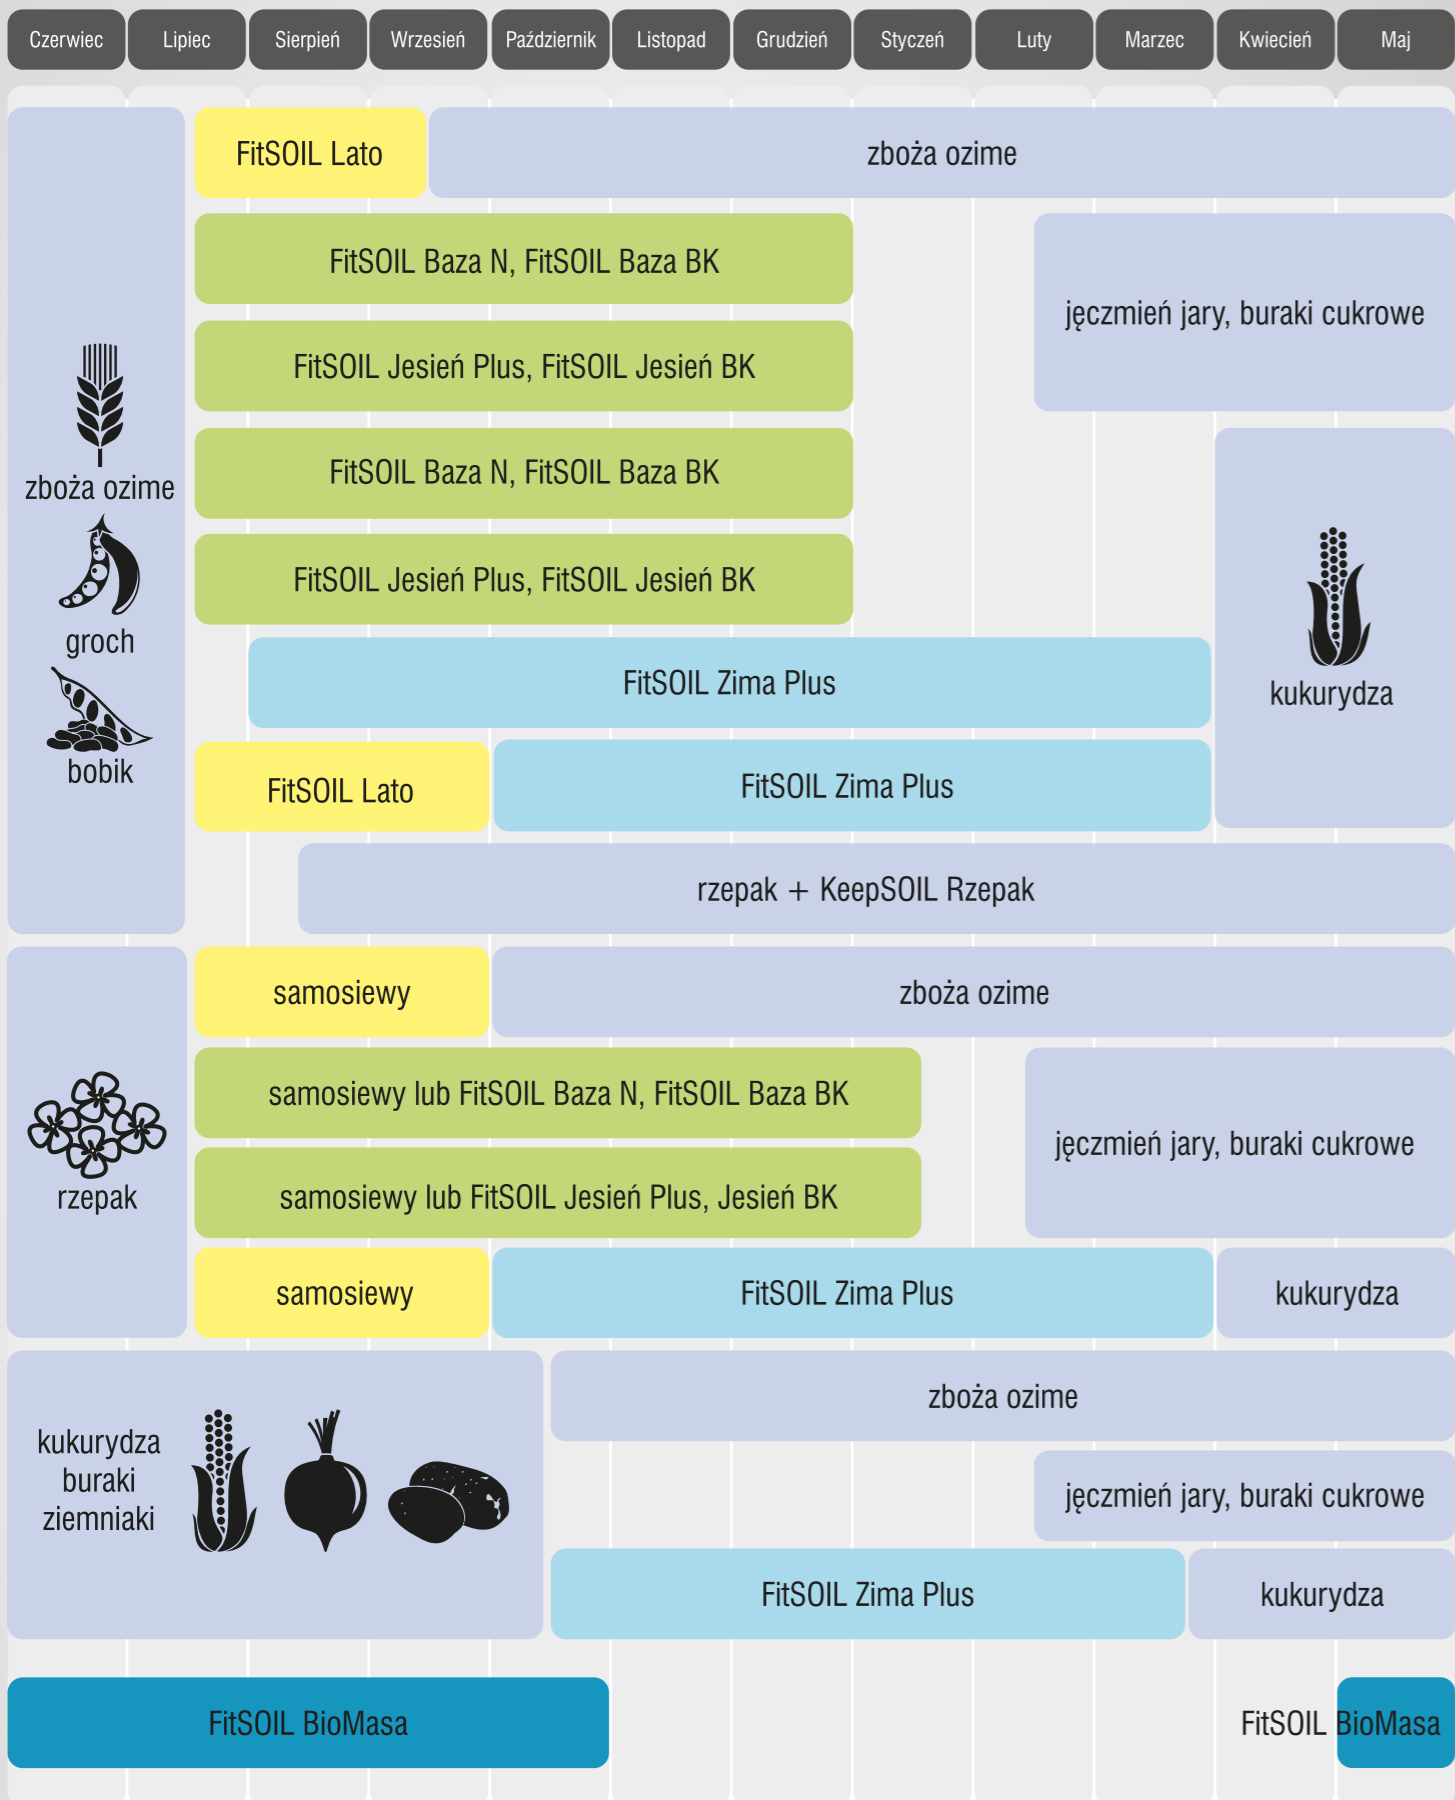 Czerwiec
Lipiec
Sierpień
Wrzesień
Październik
Listopad
Grudzień
Styczeń
Luty
Marzec
Kwiecień
Maj
zboża ozime
groch
bobik
FitSOIL Lato
zboża ozime
FitSOIL Baza N, FitSOIL Baza BK
FitSOIL Jesień Plus, FitSOIL Jesień BK
jęczmień jary, buraki cukrowe
FitSOIL Baza N, FitSOIL Baza BK
FitSOIL Jesień Plus, FitSOIL Jesień BK
FitSOIL Zima Plus
FitSOIL Lato
FitSOIL Zima Plus
kukurydza
rzepak + KeepSOIL Rzepak
rzepak
samosiewy
zboża ozime
samosiewy lub FitSOIL Baza N, FitSOIL Baza BK
samosiewy lub FitSOIL Jesień Plus, Jesień BK
jęczmień jary, buraki cukrowe
samosiewy
FitSOIL Zima Plus
kukurydza
kukurydza
buraki
ziemniaki
zboża ozime
jęczmień jary, buraki cukrowe
FitSOIL Zima Plus
kukurydza
FitSOIL BioMasa
FitSOIL BioMasa